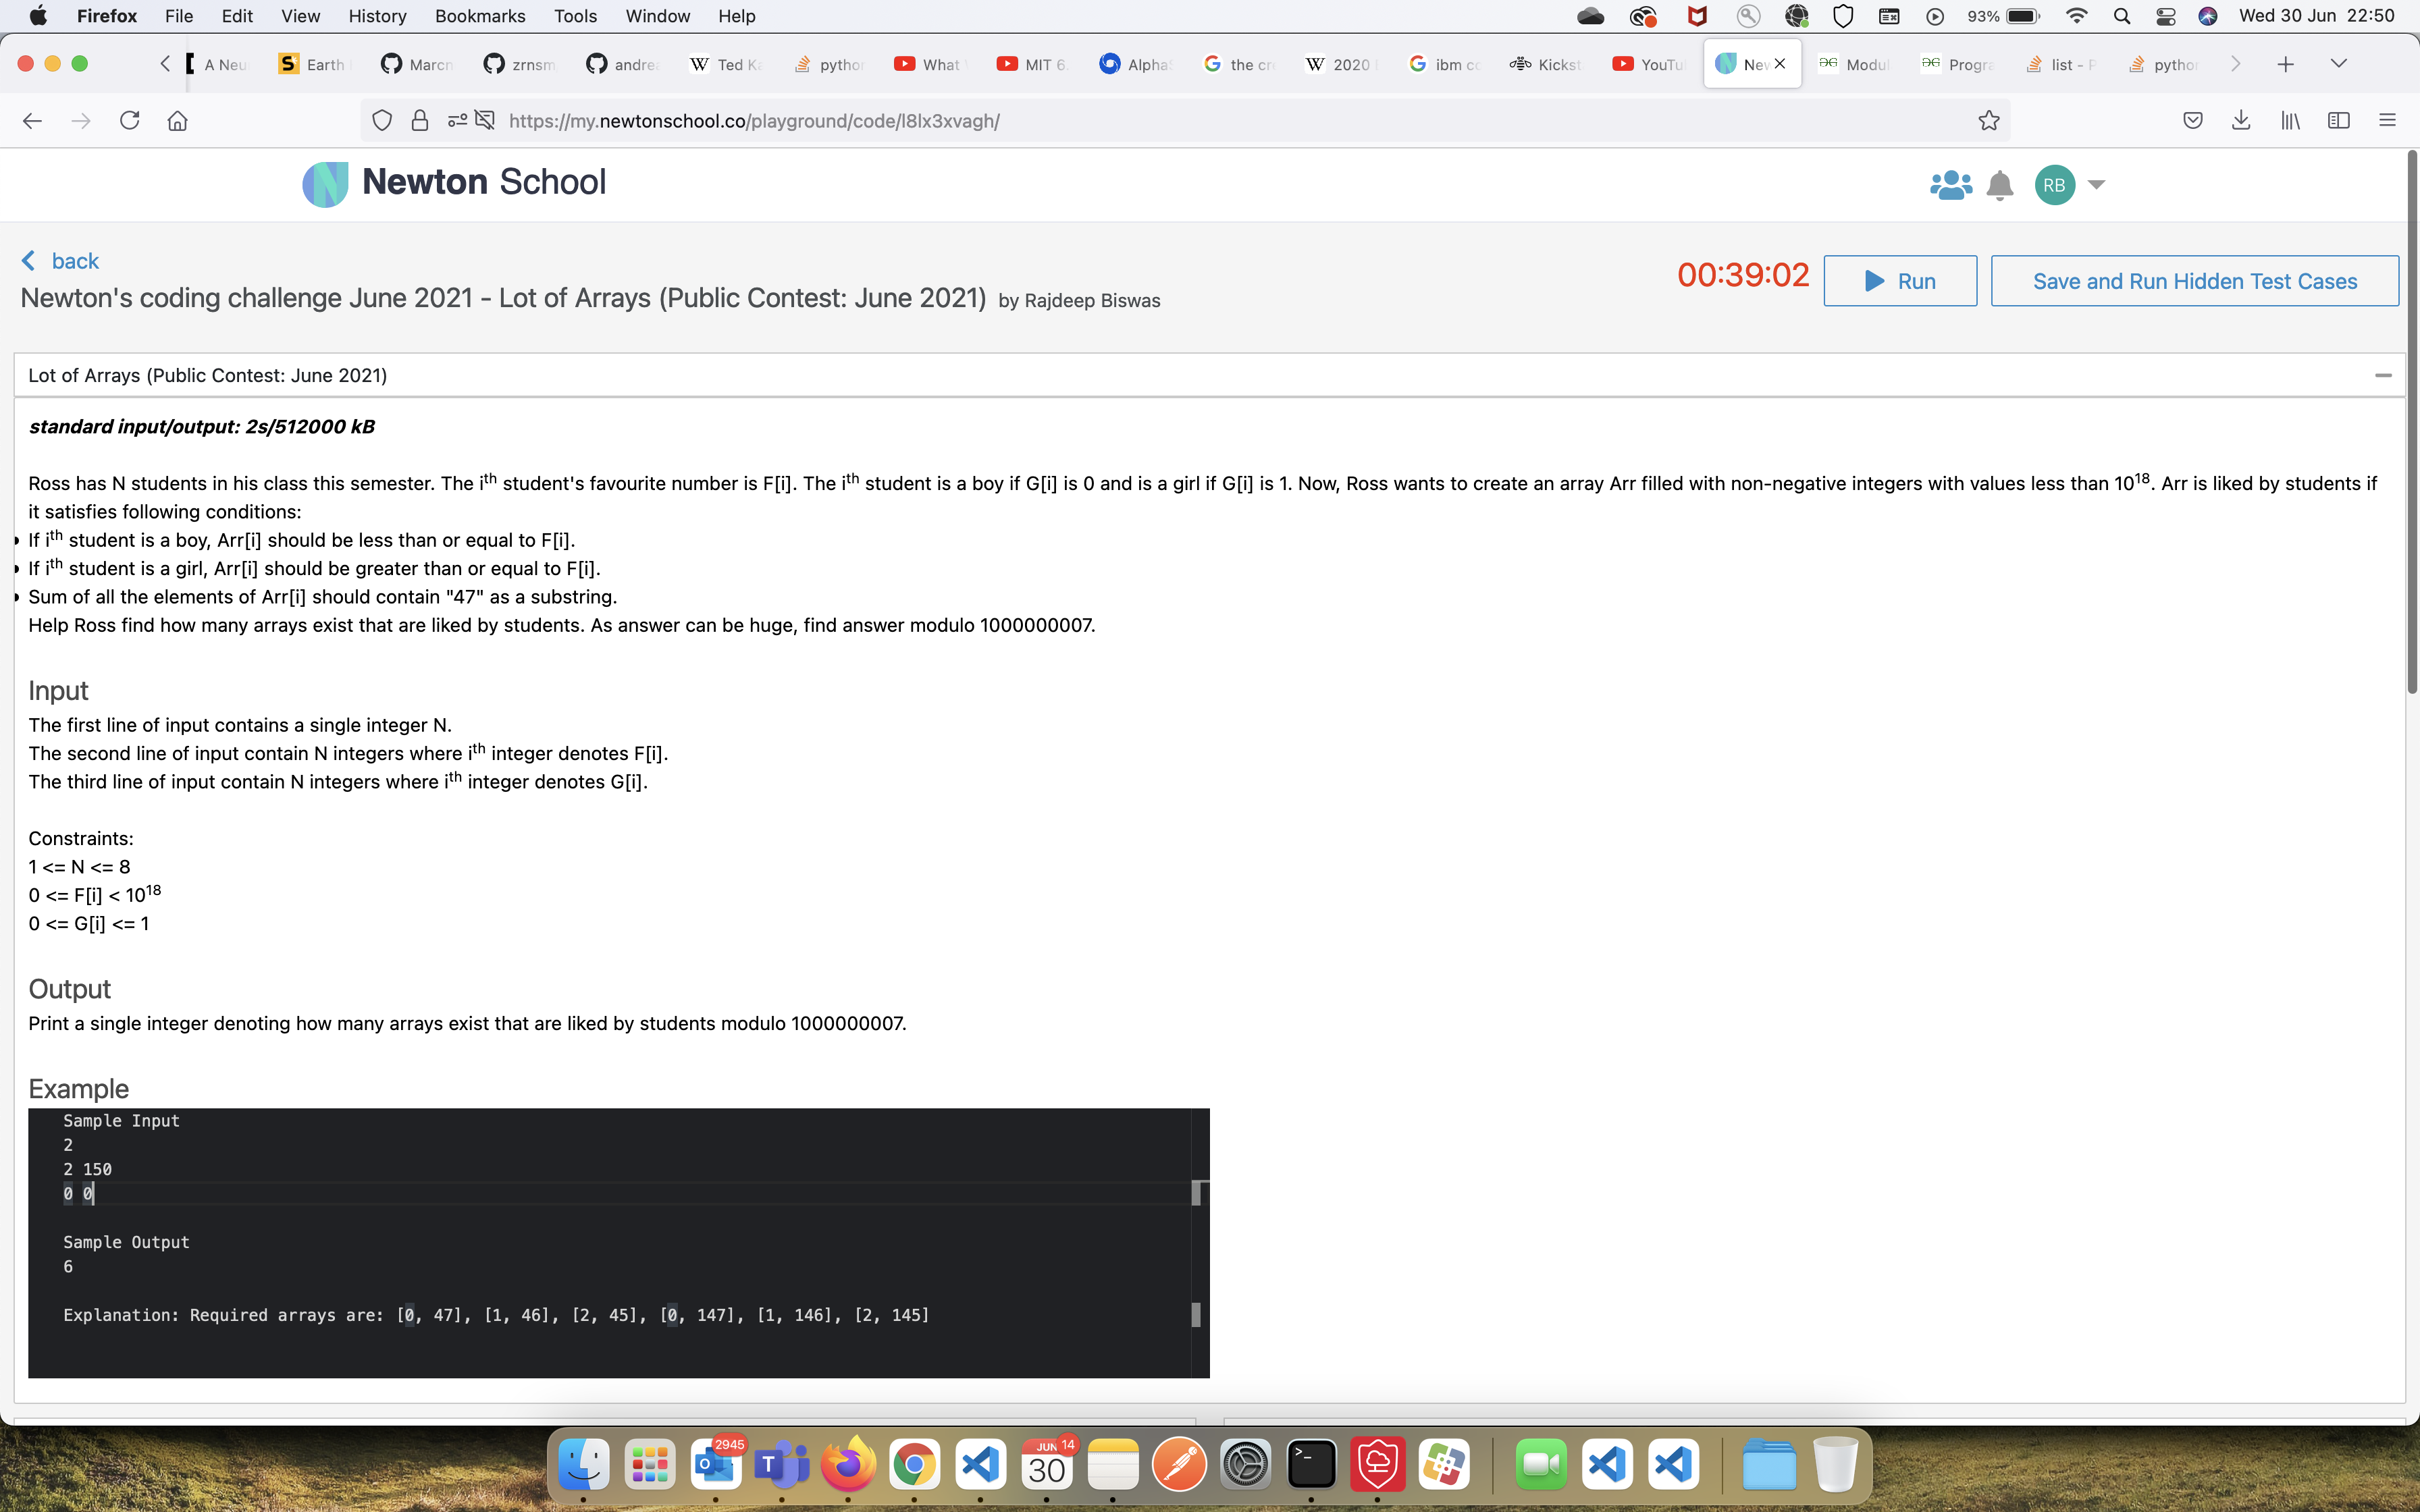 Firefox File Edit View History Bookmarks Tools Window Help 93% Wed 30 Jun 22:50
A Neu Earth March zrnsm andrea Ted Ka pytho What MIT 6. Alpha the cr 2020 ibm co Kickst YouTu New Modul Progra list - P pytho
https://my.newtonschool.co/playground/code/l8lx3xvagh/
Newton School
RB
back
Newton's coding challenge June 2021 - Lot of Arrays (Public Contest: June 2021) by Rajdeep Biswas
00:39:02 Run Save and Run Hidden Test Cases
Lot of Arrays (Public Contest: June 2021)
standard input/output: 2s/512000 kB
Ross has N students in his class this semester. The ith student's favourite number is F[i]. The ith student is a boy if G[i] is 0 and is a girl if G[i] is 1. Now, Ross wants to create an array Arr filled with non-negative integers with values less than 10^18. Arr is liked by students if
it satisfies following conditions:
If ith student is a boy, Arr[i] should be less than or equal to F[i].
If ith student is a girl, Arr[i] should be greater than or equal to F[i].
Sum of all the elements of Arr[i] should contain "47" as a substring.
Help Ross find how many arrays exist that are liked by students. As answer can be huge, find answer modulo 1000000007.
Input
The first line of input contains a single integer N.
The second line of input contain N integers where ith integer denotes F[i].
The third line of input contain N integers where ith integer denotes G[i].
Constraints:
1 <= N <= 8
0 <= F[i] < 10^18
0 <= G[i] <= 1
Output
Print a single integer denoting how many arrays exist that are liked by students modulo 1000000007.
Example
Sample Input
2
2 150
0 0
Sample Output
6
Explanation: Required arrays are: [0, 47], [1, 46], [2, 45], [0, 147], [1, 146], [2, 145]
2945
JUN 14
30